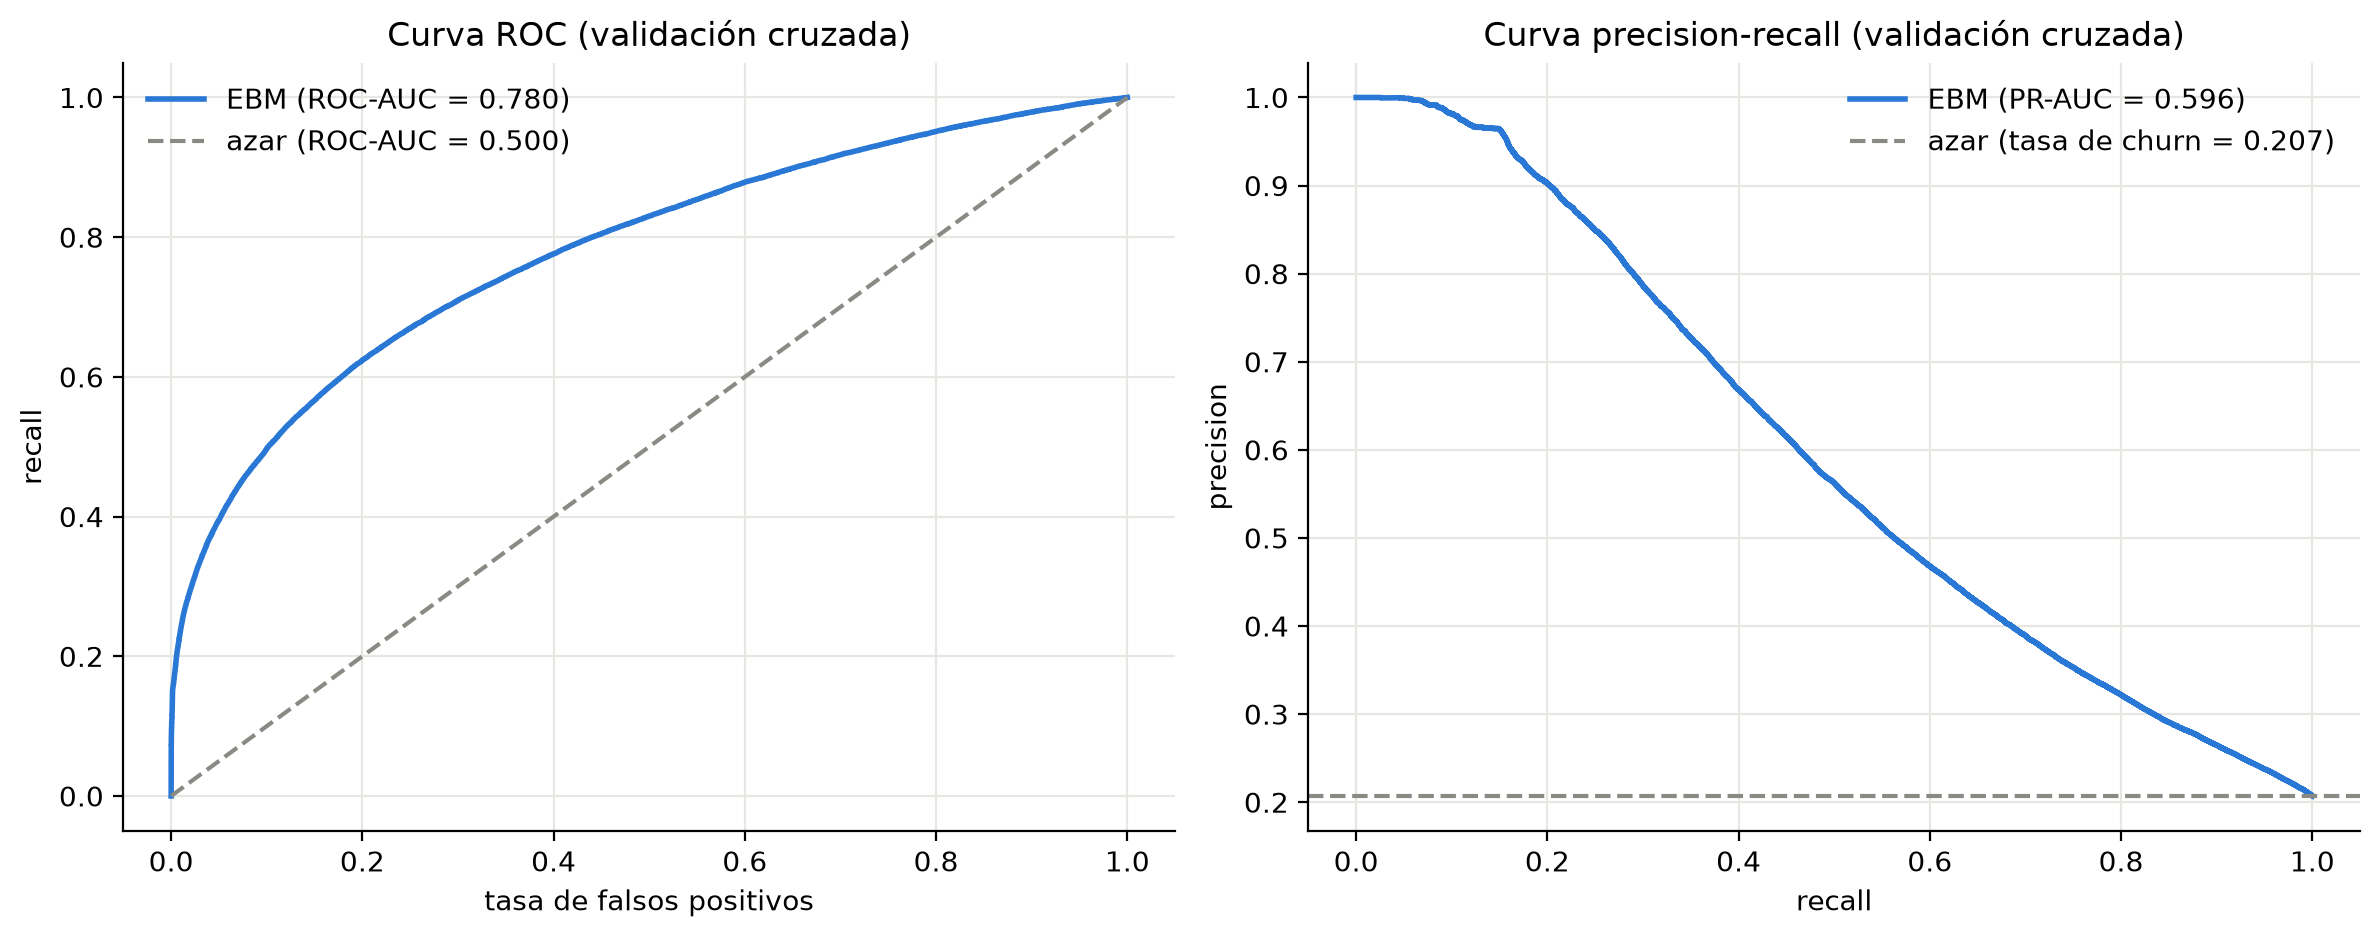 Curva ROC (validación cruzada)
EBM (ROC-AUC = 0.780)
azar (ROC-AUC = 0.500)
1.0
0.8
0.6
0.4
0.2
0.0
recall
0.0 0.2 0.4 0.6 0.8 1.0
tasa de falsos positivos
Curva precision-recall (validación cruzada)
EBM (PR-AUC = 0.596)
azar (tasa de churn = 0.207)
1.0
0.9
0.8
0.7
0.6
0.5
0.4
0.3
0.2
precision
0.0 0.2 0.4 0.6 0.8 1.0
recall